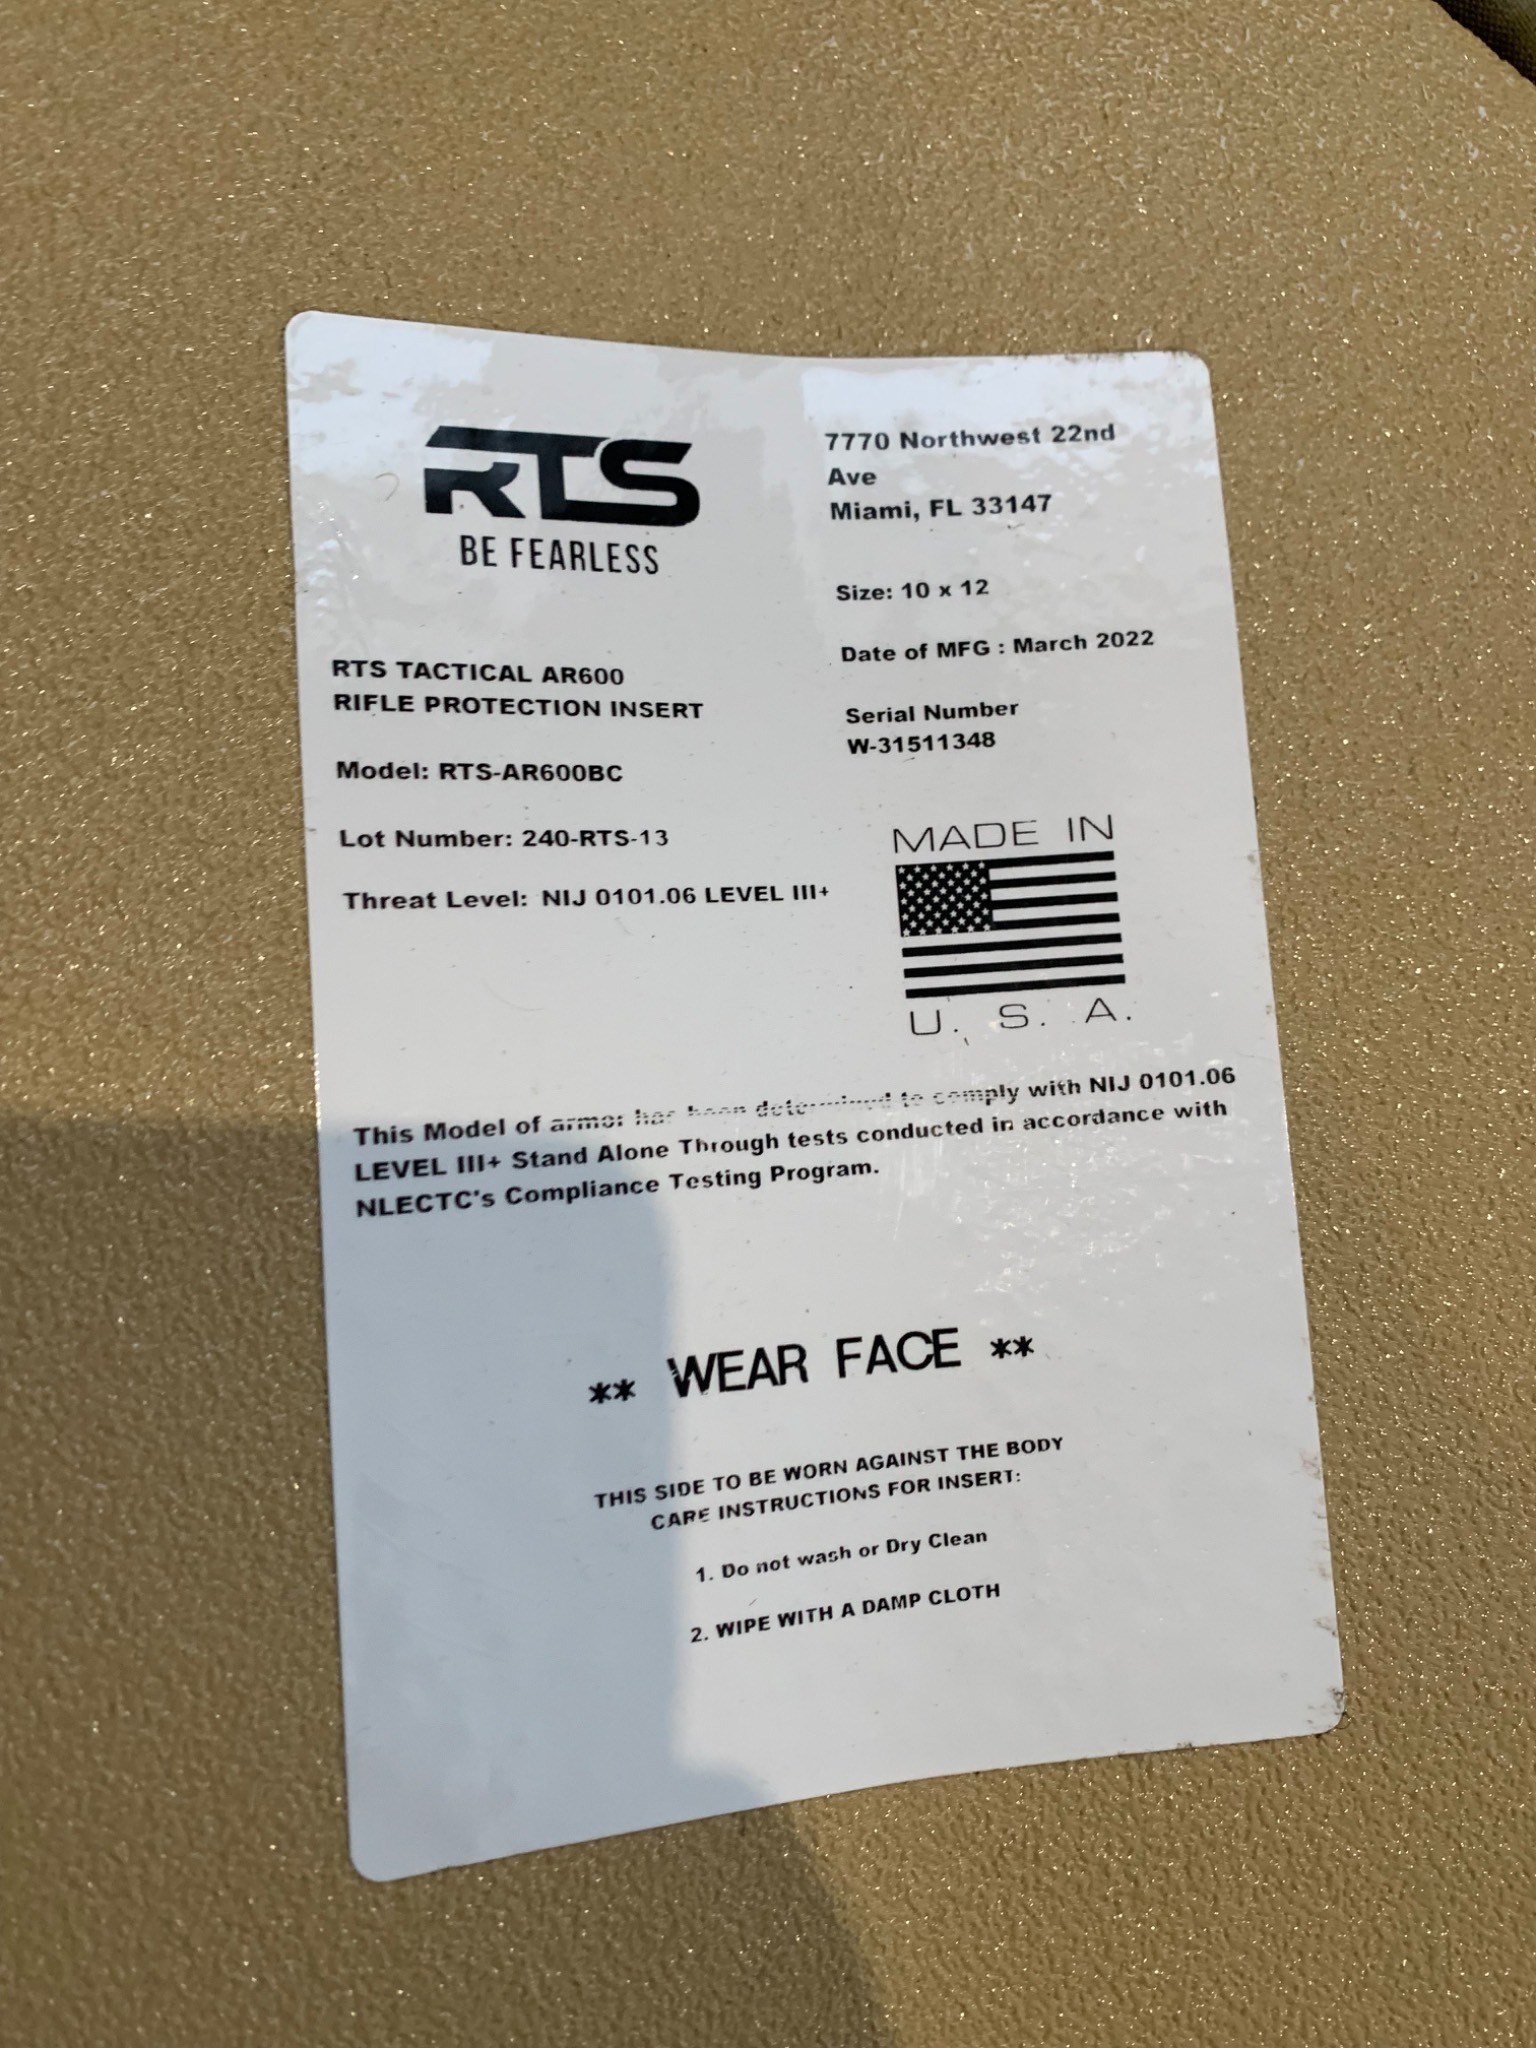 RTS
BE FEARLESS
7770 Northwest 22nd
Ave
Miami, FL 33147
Size: 10 x 12
Date of MFG : March 2022
Serial Number
W-31511348
RTS TACTICAL AR600
RIFLE PROTECTION INSERT
Model: RTS-AR600BC
Lot Number: 240-RTS-13
Threat Level: NIJ 0101.06 LEVEL III+
MADE IN
U. S. A.
This Model of armor has been determined to comply with NIJ 0101.06
LEVEL III+ Stand Alone Through tests conducted in accordance with
NLECTC's Compliance Testing Program.
** WEAR FACE **
THIS SIDE TO BE WORN AGAINST THE BODY
CARE INSTRUCTIONS FOR INSERT:
1. Do not wash or Dry Clean
2. WIPE WITH A DAMP CLOTH